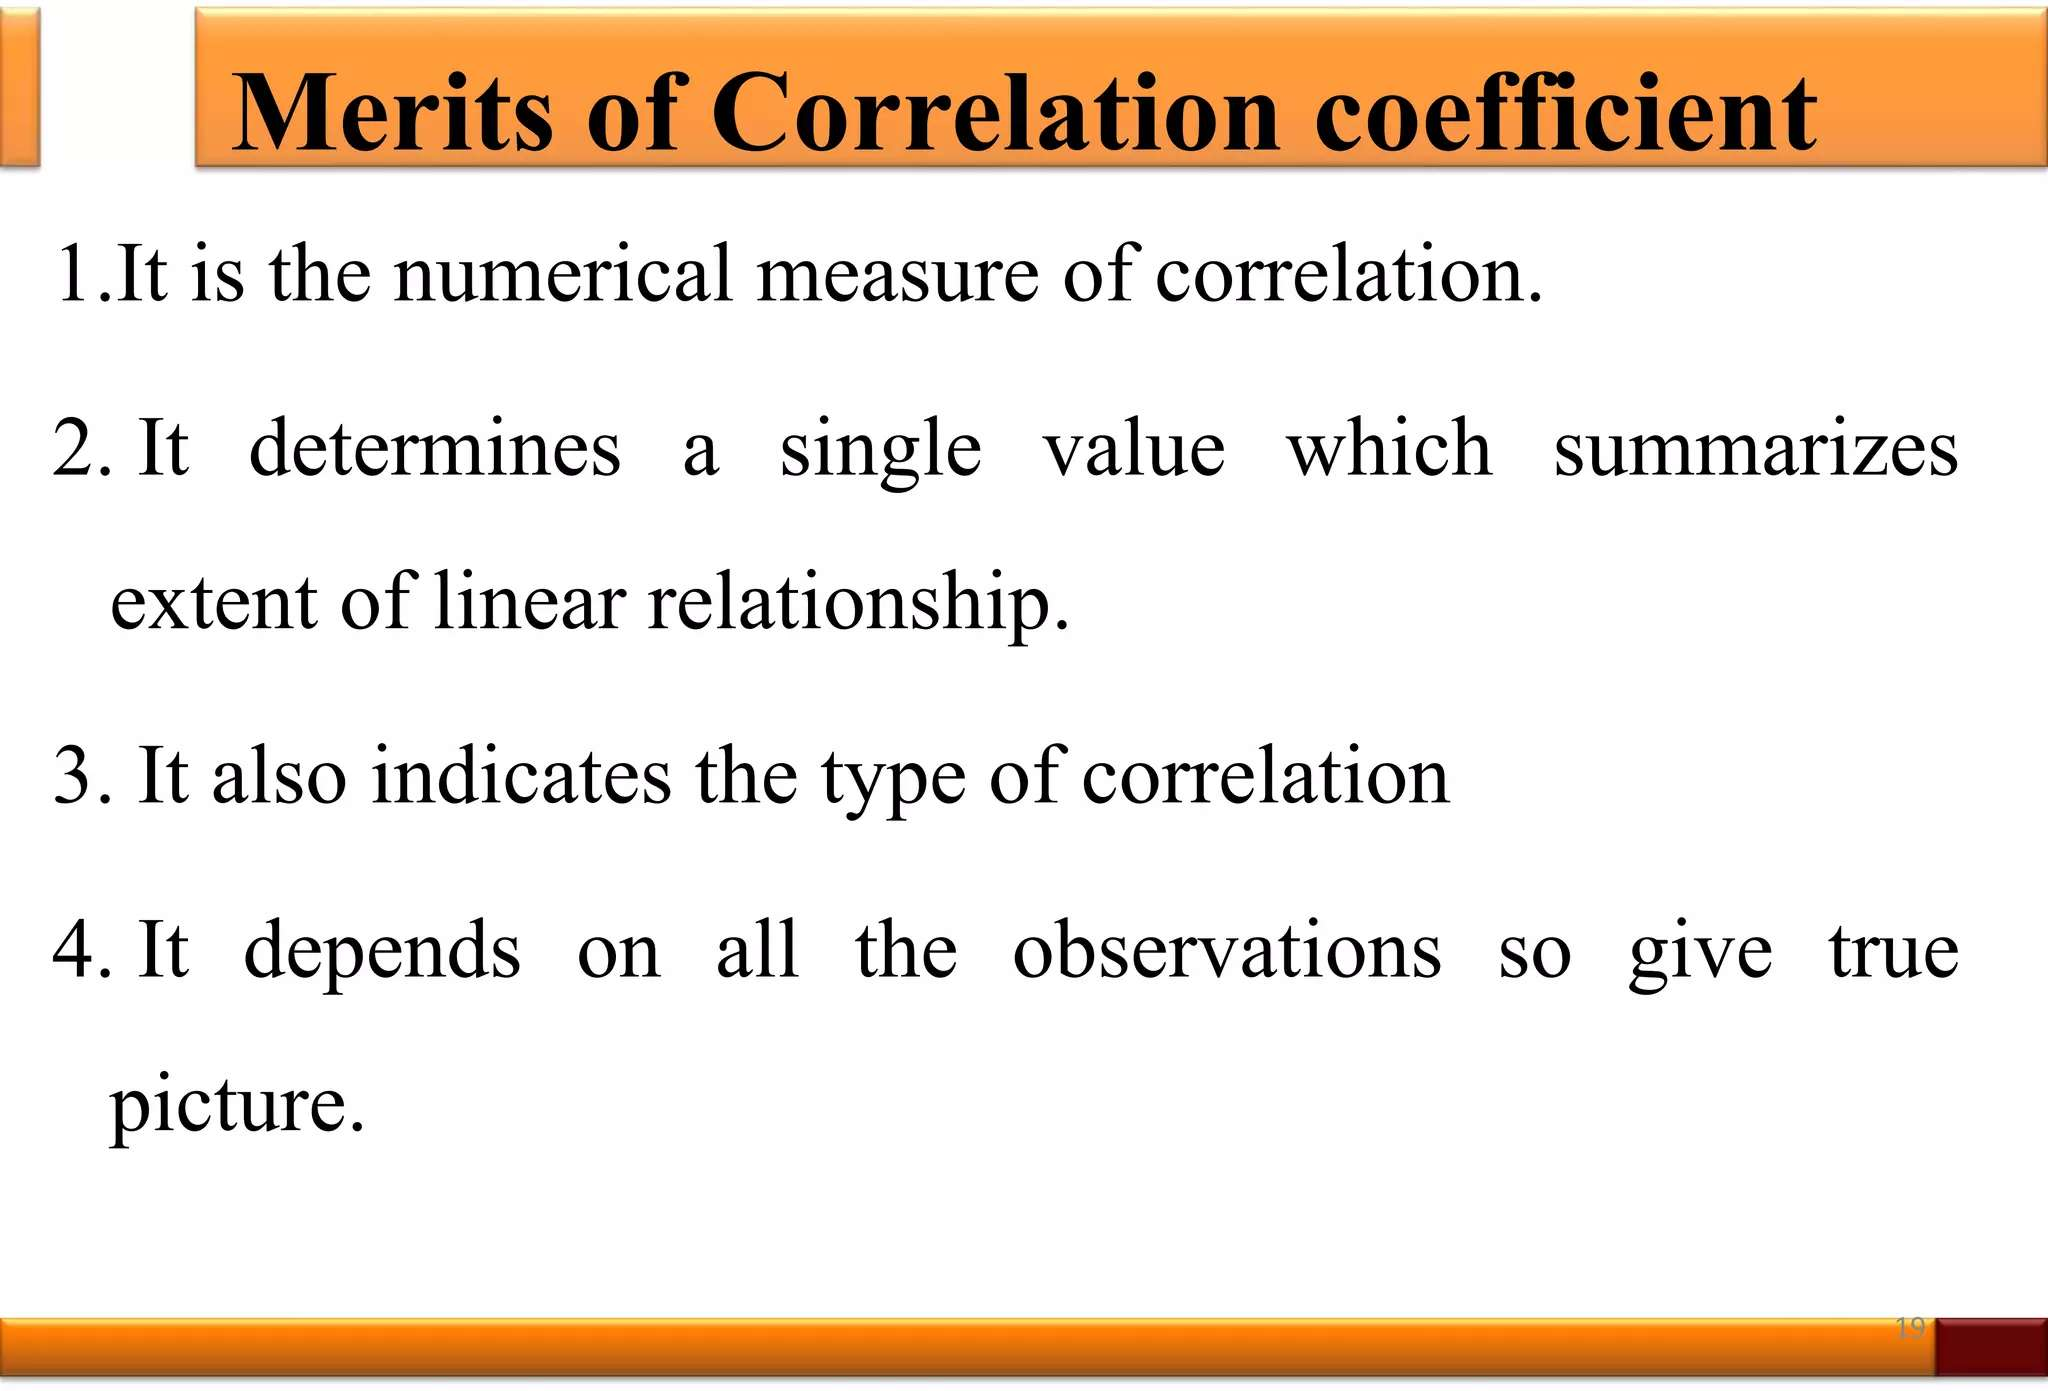 Merits of Correlation coefficient
1.It is the numerical measure of correlation.
2. It determines a single value which summarizes
extent of linear relationship.
3. It also indicates the type of correlation
4. It depends on all the observations so give true
picture.
19